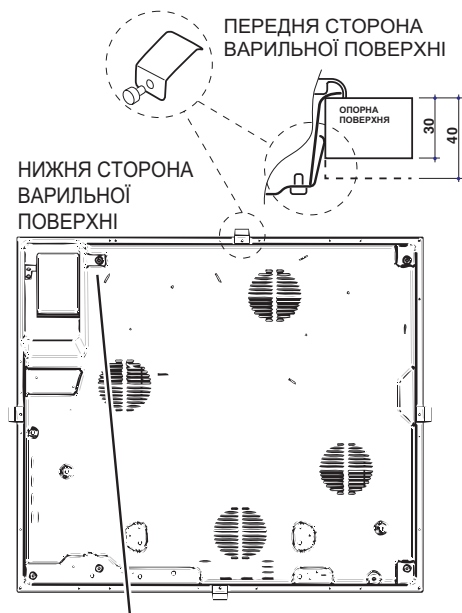 ПЕРЕДНЯ СТОРОНА
ВАРИЛЬНОЇ ПОВЕРХНІ
ОПОРНА
ПОВЕРХНЯ
30
40
НИЖНЯ СТОРОНА
ВАРИЛЬНОЇ
ПОВЕРХНІ